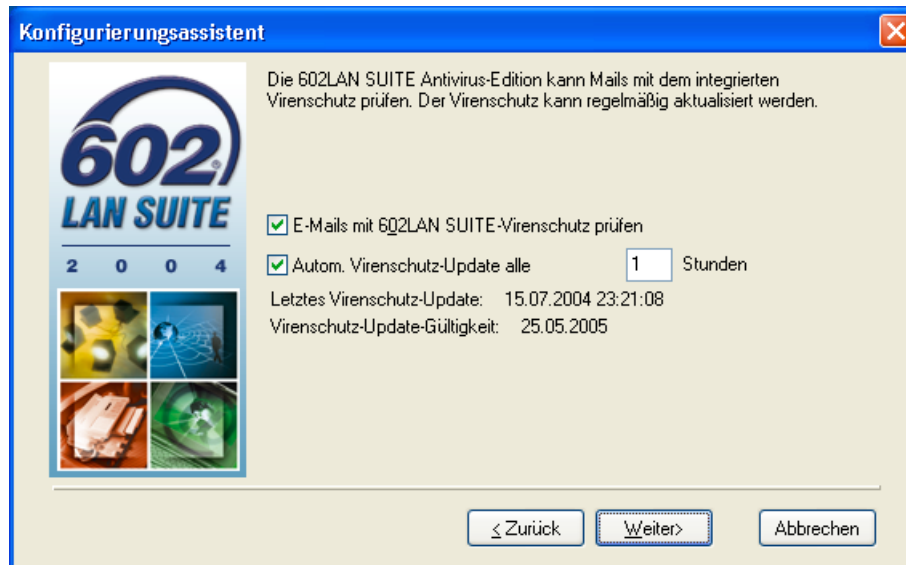 Konfigurierungsassistent
Die 602LAN SUITE Antivirus-Edition kann Mails mit dem integrierten
Virenschutz prüfen. Der Virenschutz kann regelmäßig aktualisiert werden.
602®
LAN SUITE
2 0 0 4
E-Mails mit 602LAN SUITE-Virenschutz prüfen
Autom. Virenschutz-Update alle 1 Stunden
Letztes Virenschutz-Update: 15.07.2004 23:21:08
Virenschutz-Update-Gültigkeit: 25.05.2005
< Zurück Weiter> Abbrechen